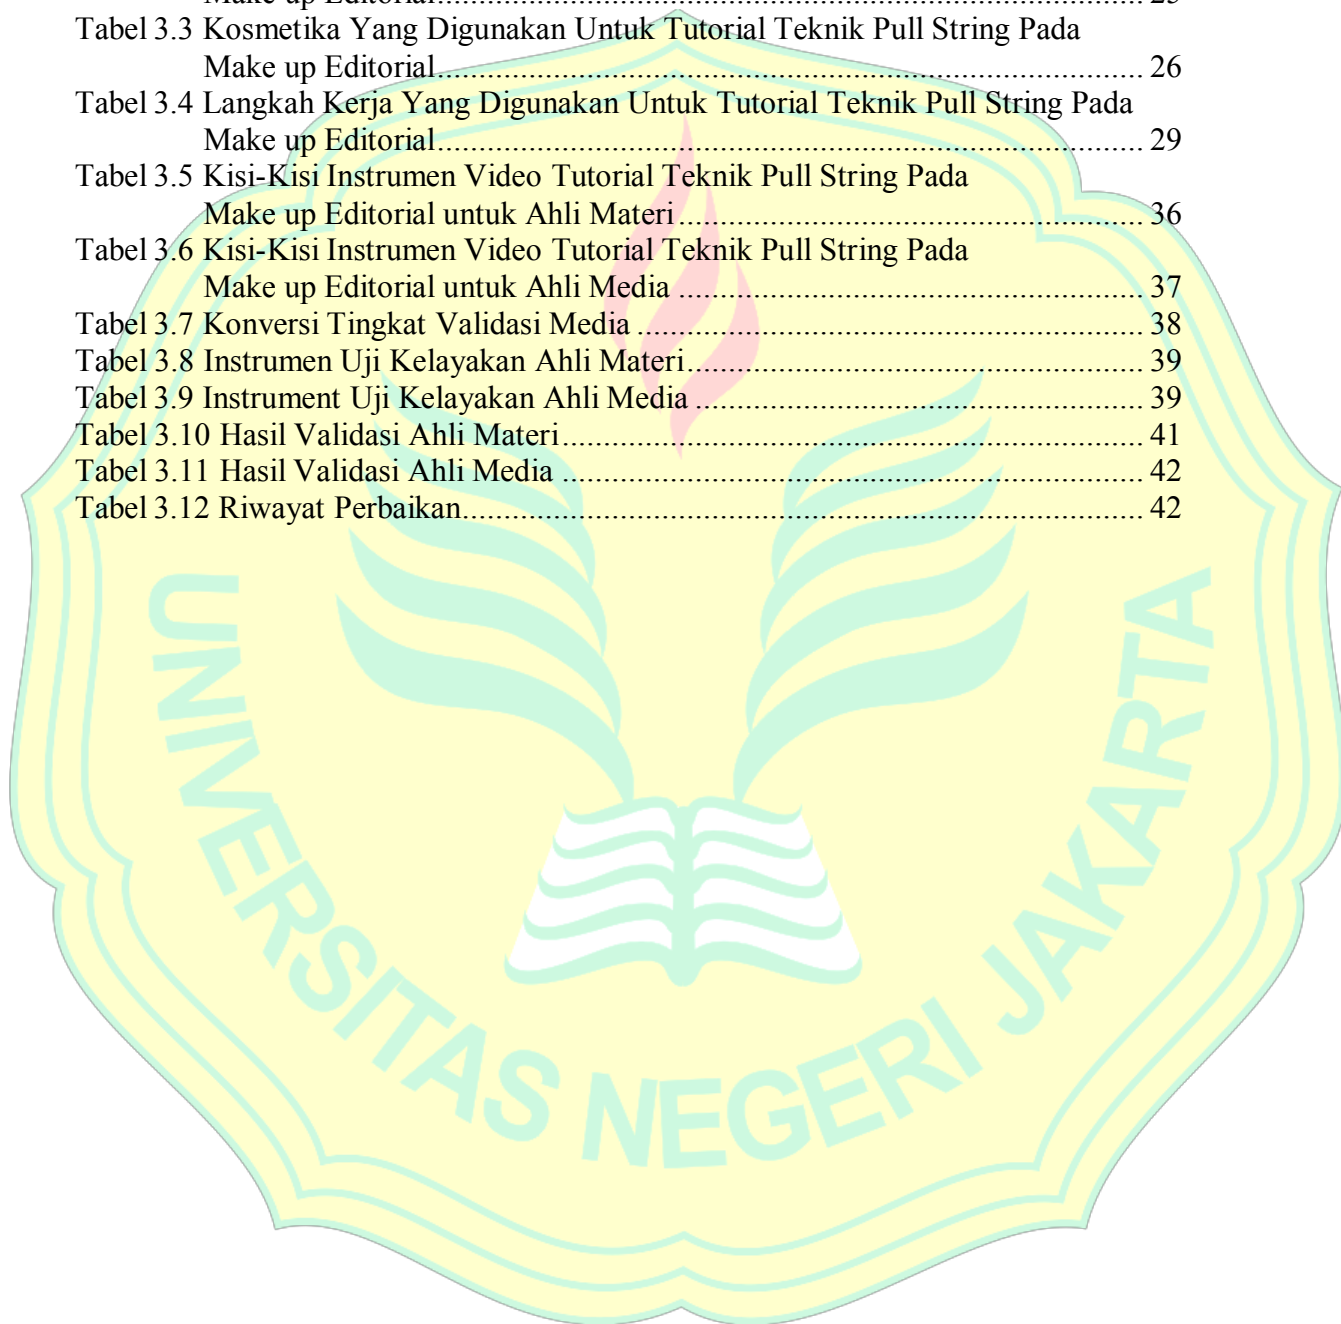 Make up Editorial........................................................................................ 25
Tabel 3.3 Kosmetika Yang Digunakan Untuk Tutorial Teknik Pull String Pada
Make up Editorial........................................................................................ 26
Tabel 3.4 Langkah Kerja Yang Digunakan Untuk Tutorial Teknik Pull String Pada
Make up Editorial........................................................................................ 29
Tabel 3.5 Kisi-Kisi Instrumen Video Tutorial Teknik Pull String Pada
Make up Editorial untuk Ahli Materi .......................................................... 36
Tabel 3.6 Kisi-Kisi Instrumen Video Tutorial Teknik Pull String Pada
Make up Editorial untuk Ahli Media .......................................................... 37
Tabel 3.7 Konversi Tingkat Validasi Media ............................................................... 38
Tabel 3.8 Instrumen Uji Kelayakan Ahli Materi......................................................... 39
Tabel 3.9 Instrument Uji Kelayakan Ahli Media ........................................................ 39
Tabel 3.10 Hasil Validasi Ahli Materi........................................................................ 41
Tabel 3.11 Hasil Validasi Ahli Media ........................................................................ 42
Tabel 3.12 Riwayat Perbaikan..................................................................................... 42
UNIVERSITAS NEGERI JAKARTA